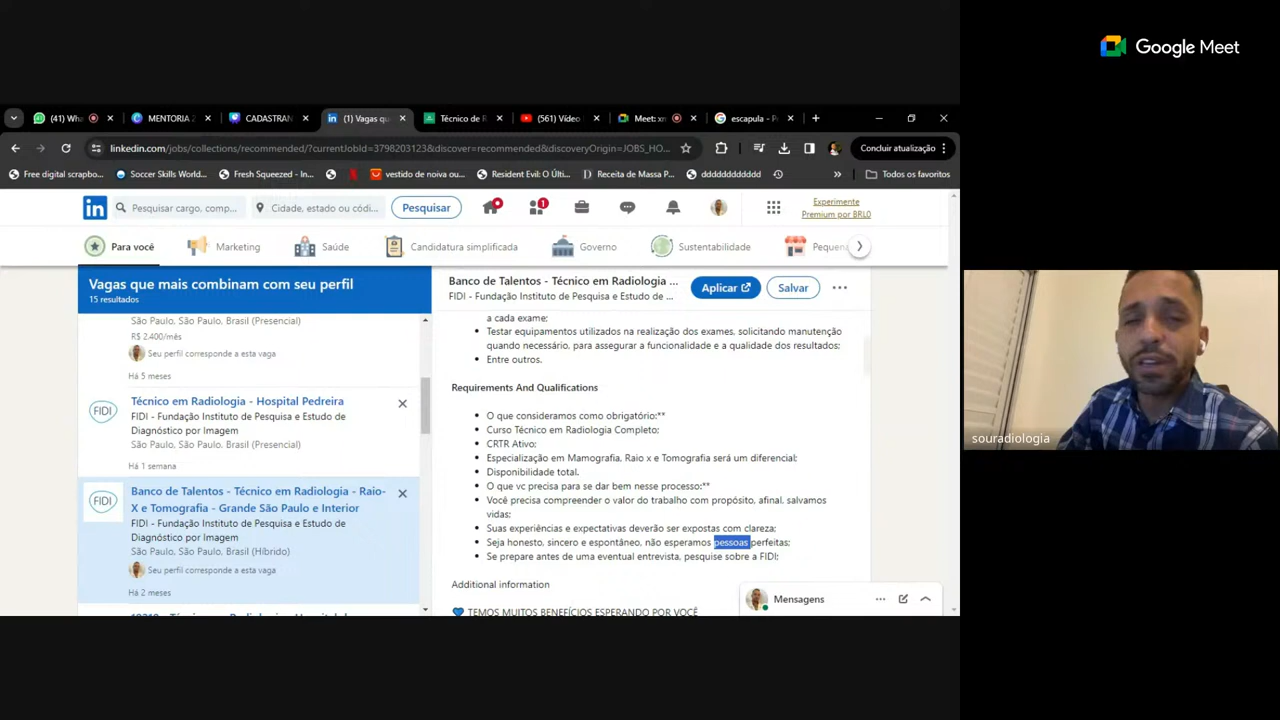 Google Meet
(41) Wha
MENTORIA 2
CADASTRAN
(1) Vagas qu
Técnico de R
(561) Vídeo
Meet: xn
escapula - Pe
linkedin.com/jobs/collections/recommended/?currentJobId=3798203123&discover=recommended&discoveryOrigin=JOBS_HO...
Concluir atualização
Free digital scrapbo...
Soccer Skills World...
Fresh Squeezed - In...
vestido de noiva ou...
Resident Evil: O Últi...
Receita de Massa P...
dddddddddddd
Todos os favoritos
in
Pesquisar cargo, comp...
Cidade, estado ou códi...
Pesquisar
1
Experimente
Premium por BRL0
Para você
Marketing
Saúde
Candidatura simplificada
Governo
Sustentabilidade
Pequen
Vagas que mais combinam com seu perfil
15 resultados
São Paulo, São Paulo, Brasil (Presencial)
R$ 2.400/mês
Seu perfil corresponde a esta vaga
Há 5 meses
FIDI
Técnico em Radiologia - Hospital Pedreira
FIDI - Fundação Instituto de Pesquisa e Estudo de
Diagnóstico por Imagem
São Paulo, São Paulo, Brasil (Presencial)
Há 1 semana
FIDI
Banco de Talentos - Técnico em Radiologia - Raio-
X e Tomografia - Grande São Paulo e Interior
FIDI - Fundação Instituto de Pesquisa e Estudo de
Diagnóstico por Imagem
São Paulo, São Paulo, Brasil (Híbrido)
Seu perfil corresponde a esta vaga
Há 2 meses
Banco de Talentos - Técnico em Radiologia ...
FIDI - Fundação Instituto de Pesquisa e Estudo de ...
Aplicar
Salvar
a cada exame;
Testar equipamentos utilizados na realização dos exames, solicitando manutenção
quando necessário, para assegurar a funcionalidade e a qualidade dos resultados;
Entre outros.
Requirements And Qualifications
O que consideramos como obrigatório:**
Curso Técnico em Radiologia Completo;
CRTR Ativo;
Especialização em Mamografia, Raio x e Tomografia será um diferencial;
Disponibilidade total.
O que vc precisa para se dar bem nesse processo:**
Você precisa compreender o valor do trabalho com propósito, afinal, salvamos
vidas;
Suas experiências e expectativas deverão ser expostas com clareza;
Seja honesto, sincero e espontâneo, não esperamos pessoas perfeitas;
Se prepare antes de uma eventual entrevista, pesquise sobre a FIDI;
Additional information
TEMOS MUITOS BENEFÍCIOS ESPERANDO POR VOCÊ
Mensagens
souradiologia